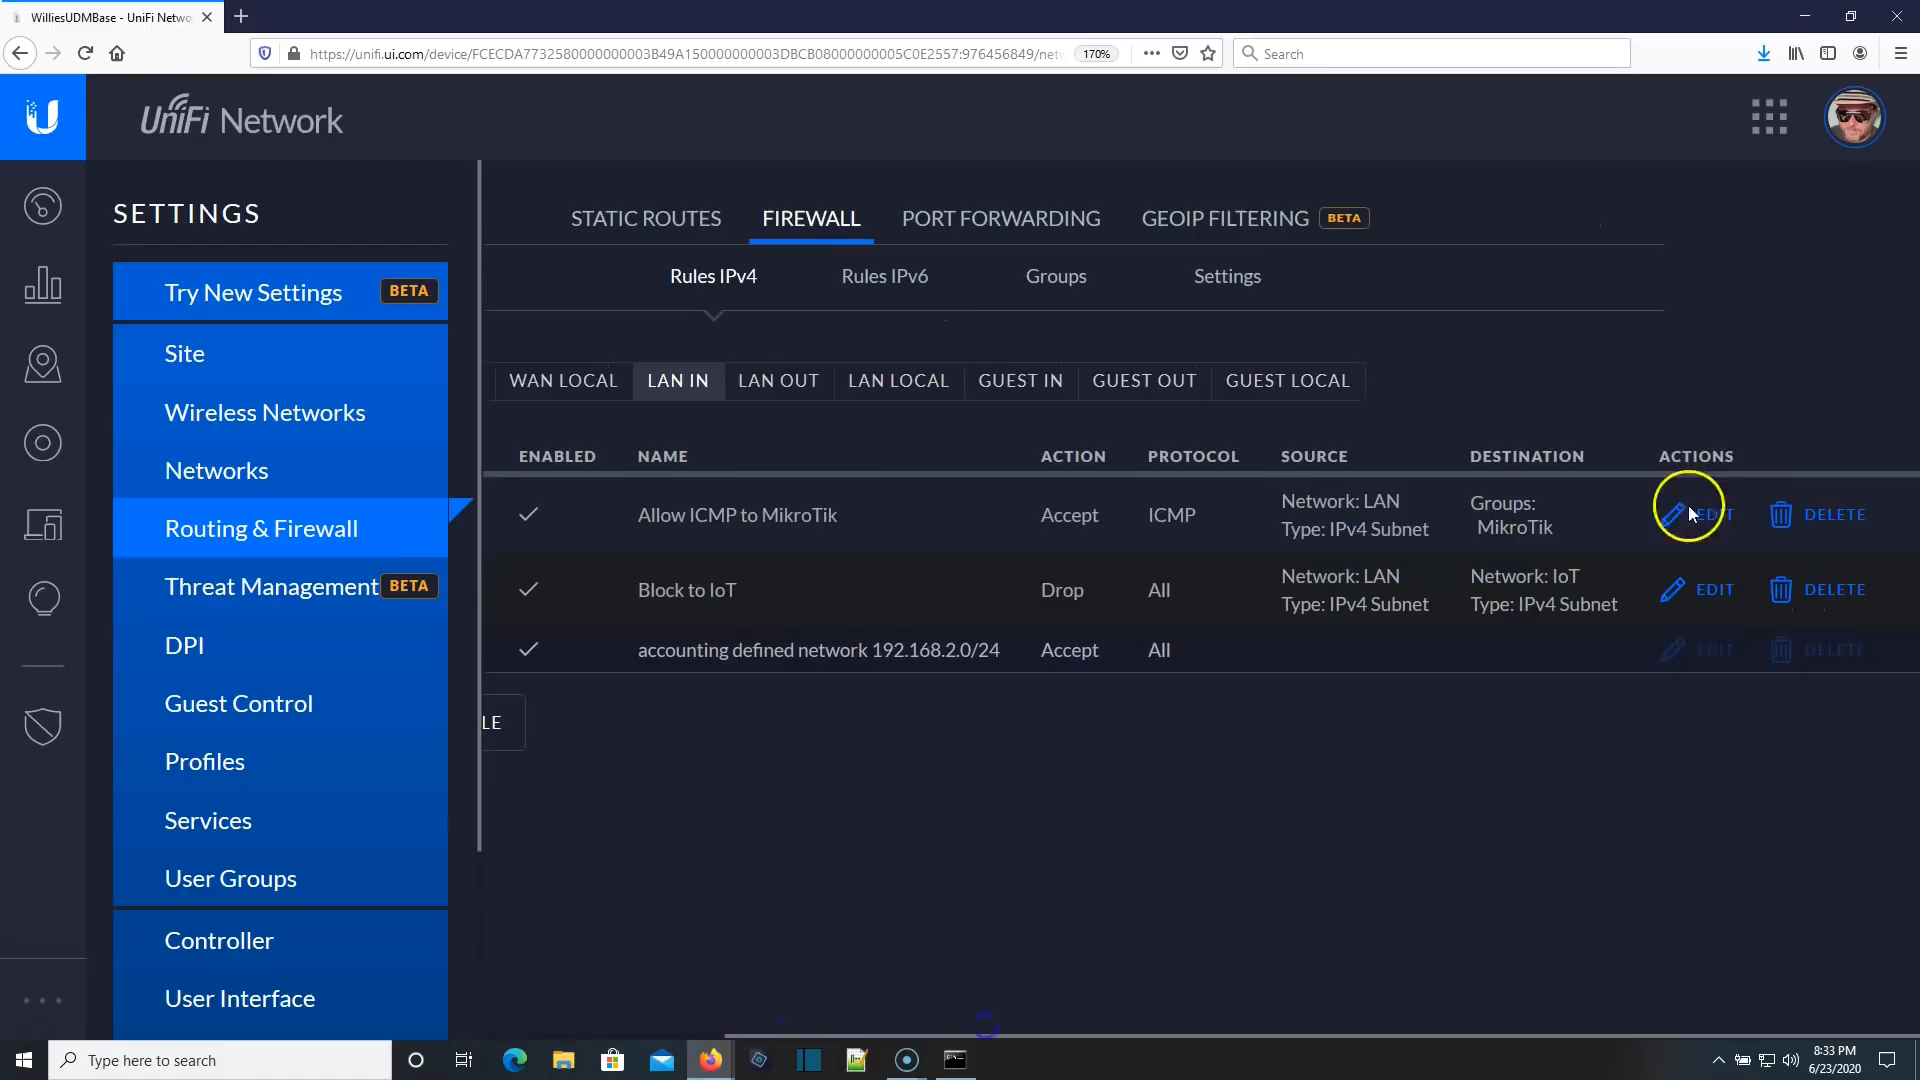 WilliesUDMBase - UniFi Netwo
https://unifi.ui.com/device/FCECDA7732580000000003B49A150000000003DBCB08000000005C0E2557:976456849/netw
170%
Search
UniFi Network
SETTINGS
Try New Settings BETA
Site
Wireless Networks
Networks
Routing & Firewall
Threat Management BETA
DPI
Guest Control
Profiles
Services
User Groups
Controller
User Interface
STATIC ROUTES FIREWALL PORT FORWARDING GEOIP FILTERING BETA
Rules IPv4 Rules IPv6 Groups Settings
WAN LOCAL LAN IN LAN OUT LAN LOCAL GUEST IN GUEST OUT GUEST LOCAL
ENABLED NAME ACTION PROTOCOL SOURCE DESTINATION ACTIONS
Allow ICMP to MikroTik Accept ICMP Network: LAN Groups: EDIT DELETE
Type: IPv4 Subnet MikroTik
Block to IoT Drop All Network: LAN Network: IoT EDIT DELETE
Type: IPv4 Subnet Type: IPv4 Subnet
accounting defined network 192.168.2.0/24 Accept All EDIT DELETE
LE
Type here to search
8:33 PM
6/23/2020